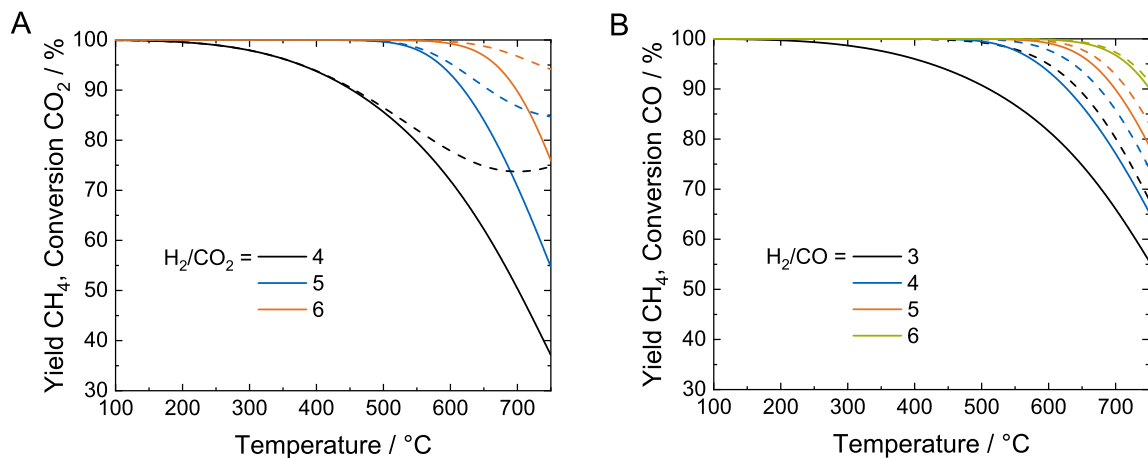 A
Yield CH4, Conversion CO2 / %
100
90
80
70
60
50
40
30
H2/CO2 =
4
5
6
100 200 300 400 500 600 700
Temperature / °C
B
Yield CH4, Conversion CO / %
100
90
80
70
60
50
40
30
H2/CO =
3
4
5
6
100 200 300 400 500 600 700
Temperature / °C